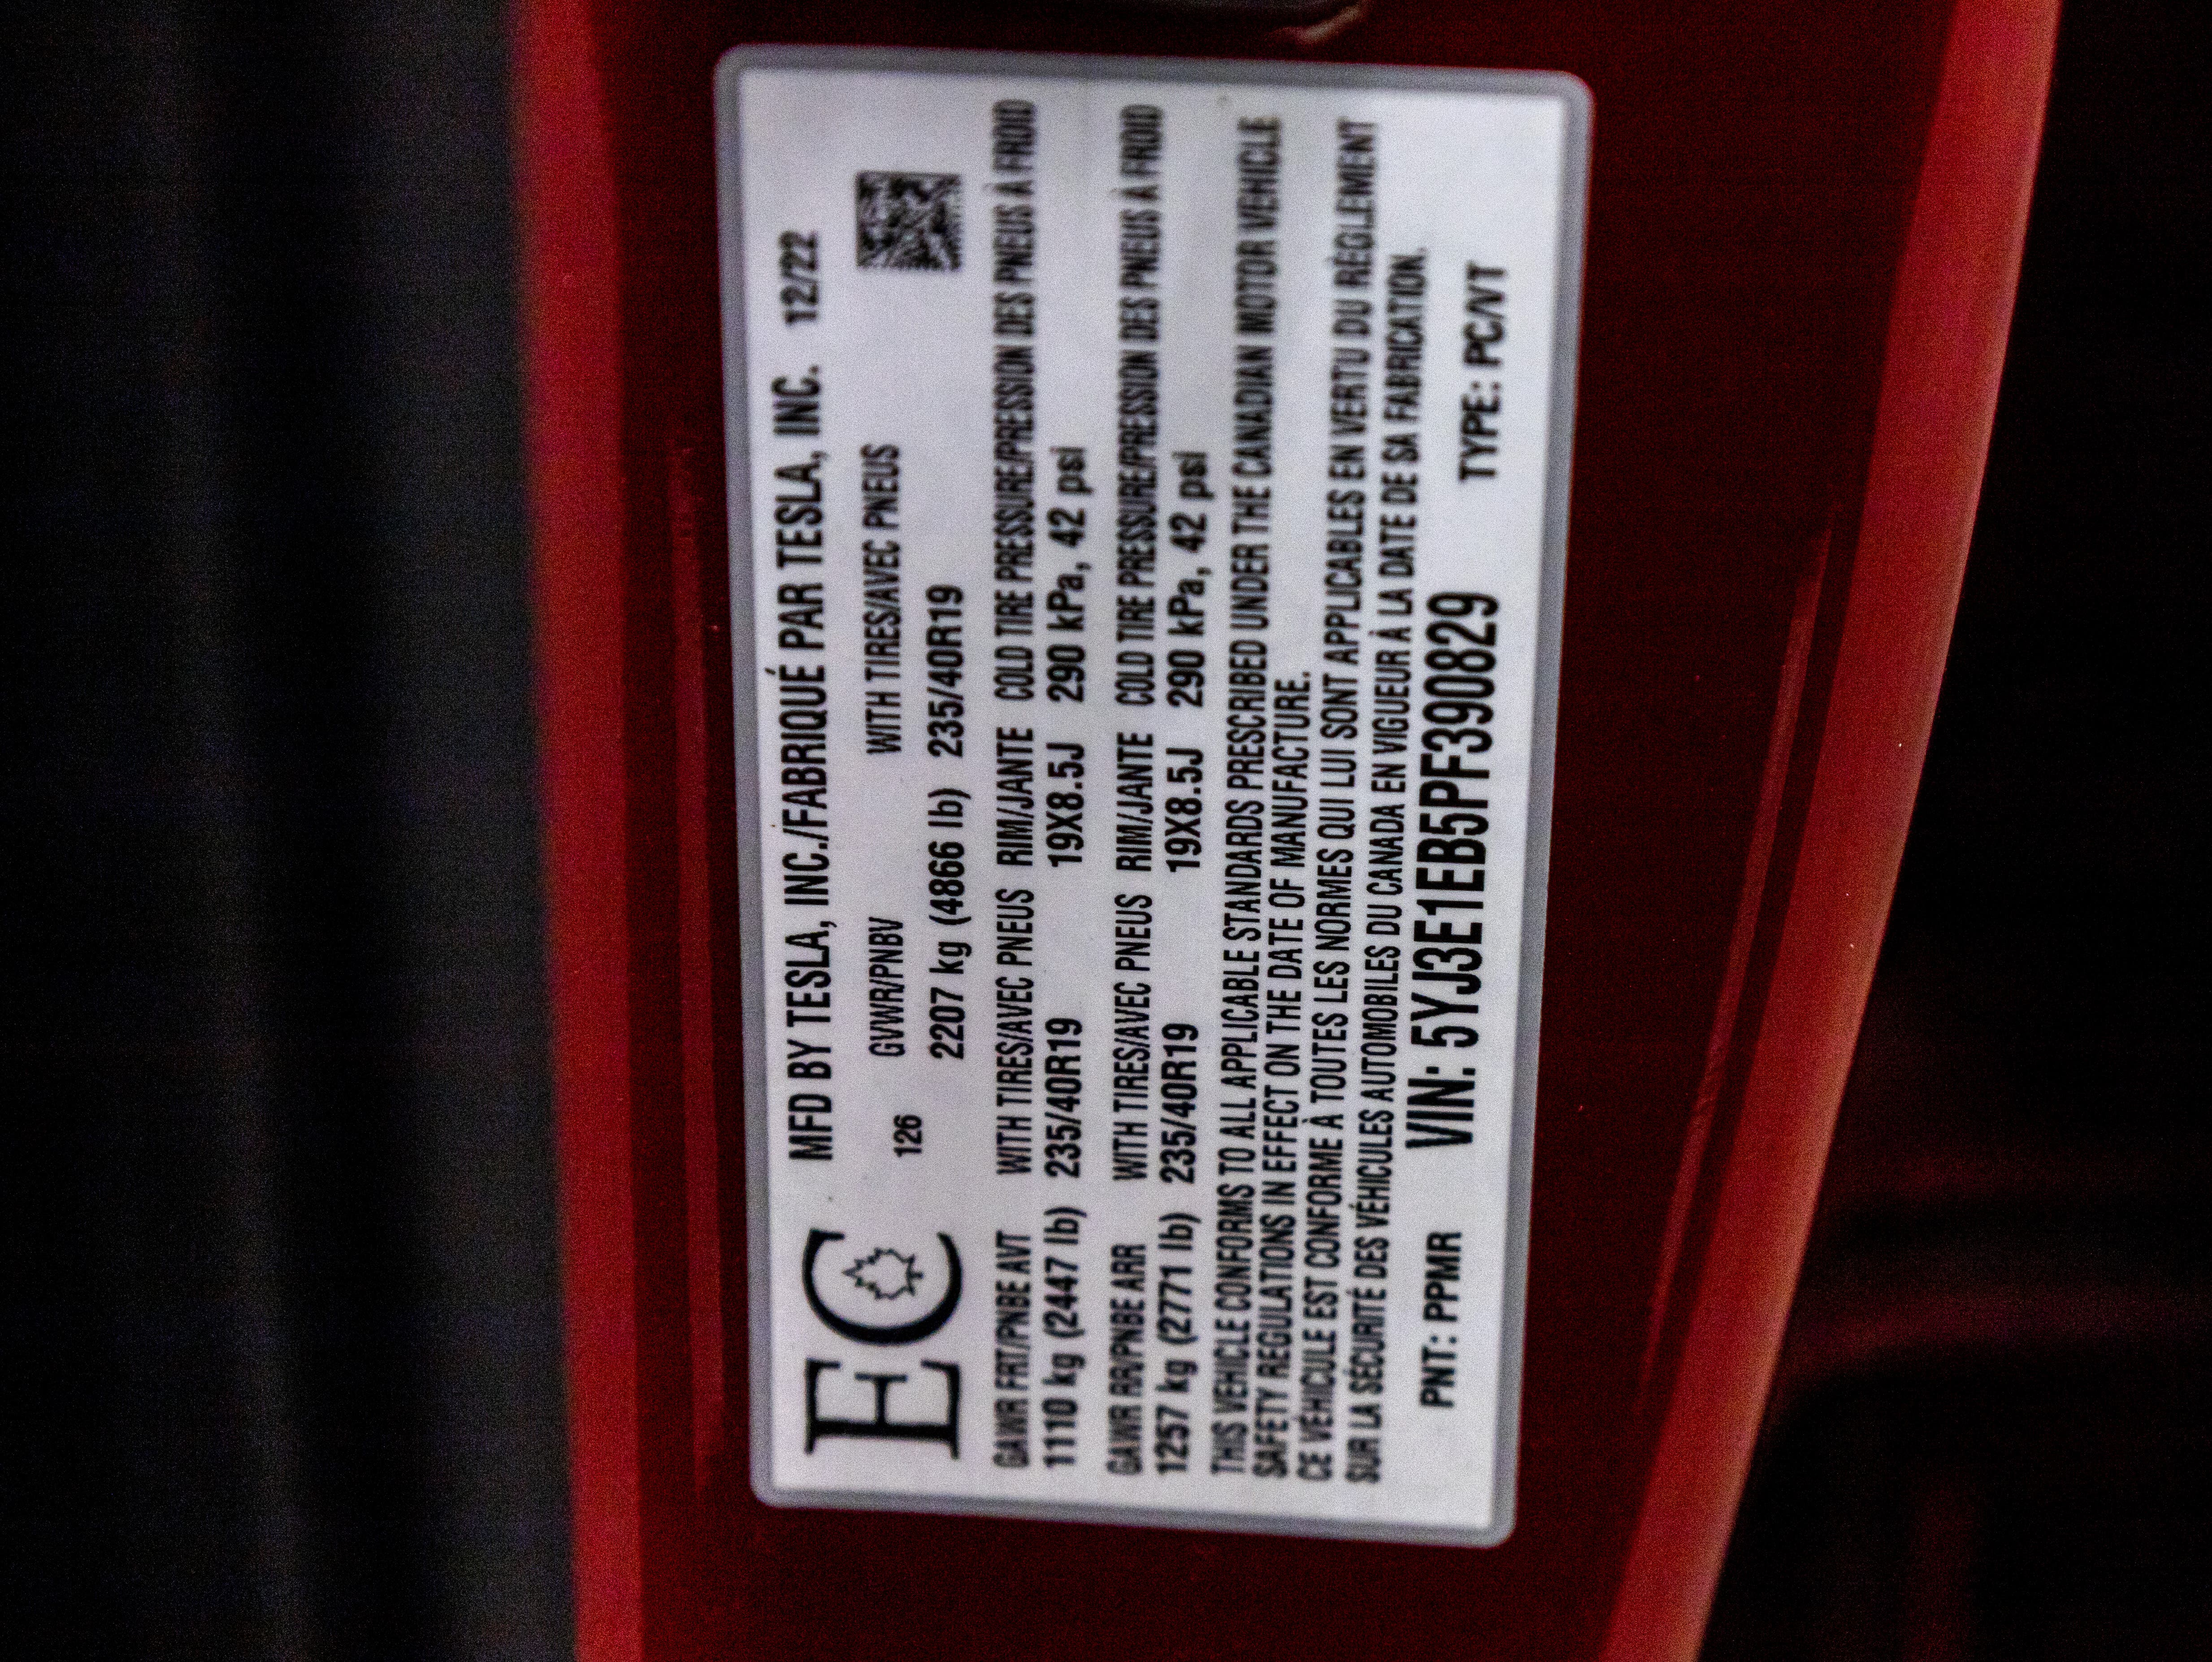 EC
MFD BY TESLA, INC./FABRIQUÉ PAR TESLA, INC. 12/22
126 GVWR/PNBV WITH TIRES/AVEC PNEUS
2207 kg (4866 lb) 235/40R19
GAWR FRT/PNBE AVT WITH TIRES/AVEC PNEUS RIM/JANTE COLD TIRE PRESSURE/PRESSION DES PNEUS À FROID
1110 kg (2447 lb) 235/40R19 19X8.5J 290 kPa, 42 psi
GAWR RR/PNBE ARR WITH TIRES/AVEC PNEUS RIM/JANTE COLD TIRE PRESSURE/PRESSION DES PNEUS À FROID
1257 kg (2771 lb) 235/40R19 19X8.5J 290 kPa, 42 psi
THIS VEHICLE CONFORMS TO ALL APPLICABLE STANDARDS PRESCRIBED UNDER THE CANADIAN MOTOR VEHICLE
SAFETY REGULATIONS IN EFFECT ON THE DATE OF MANUFACTURE.
CE VÉHICULE EST CONFORME À TOUTES LES NORMES QUI LUI SONT APPLICABLES EN VERTU DU RÈGLEMENT
SUR LA SÉCURITÉ DES VÉHICULES AUTOMOBILES DU CANADA EN VIGUEUR À LA DATE DE SA FABRICATION.
PNT: PPMR VIN: 5YJ3E1EB5PF390829 TYPE: PC/VT